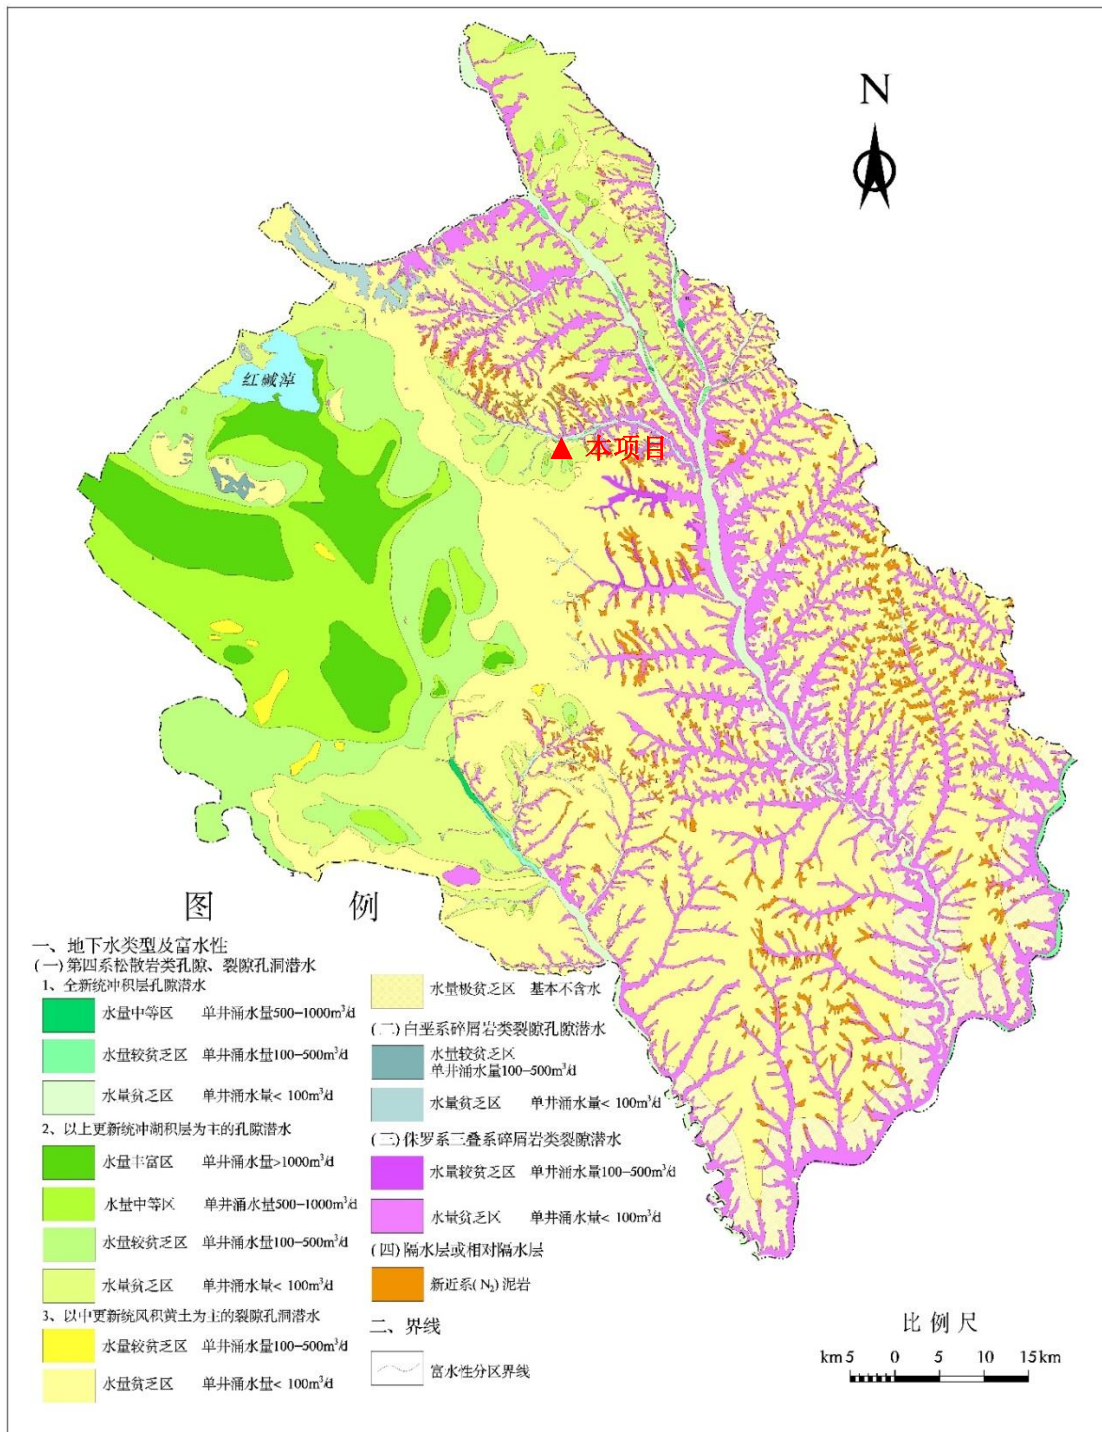 N
红碱淖
▲ 本项目
图 例
一、地下水类型及富水性
(一)第四系松散岩类孔隙、裂隙孔洞潜水
1、全新统冲积层孔隙潜水
水量中等区 单井涌水量500-1000m³/d
水量较贫乏区 单井涌水量100-500m³/d
水量贫乏区 单井涌水量< 100m³/d
2、以上更新统冲湖积层为主的孔隙潜水
水量丰富区 单井涌水量>1000m³/d
水量中等区 单井涌水量500-1000m³/d
水量较贫乏区 单井涌水量100-500m³/d
水量贫乏区 单井涌水量< 100m³/d
3、以中更新统风积黄土为主的裂隙孔洞潜水
水量较贫乏区 单井涌水量100-500m³/d
水量贫乏区 单井涌水量< 100m³/d
水量极贫乏区 基本不含水
(二)白垩系碎屑岩类裂隙孔隙潜水
水量较贫乏区
单井涌水量100-500m³/d
水量贫乏区 单井涌水量< 100m³/d
(三)侏罗系三叠系碎屑岩类裂隙潜水
水量较贫乏区 单井涌水量100-500m³/d
水量贫乏区 单井涌水量< 100m³/d
(四)隔水层或相对隔水层
新近系(N₂)泥岩
二、界线
富水性分区界线
比例尺
km 5 0 5 10 15km